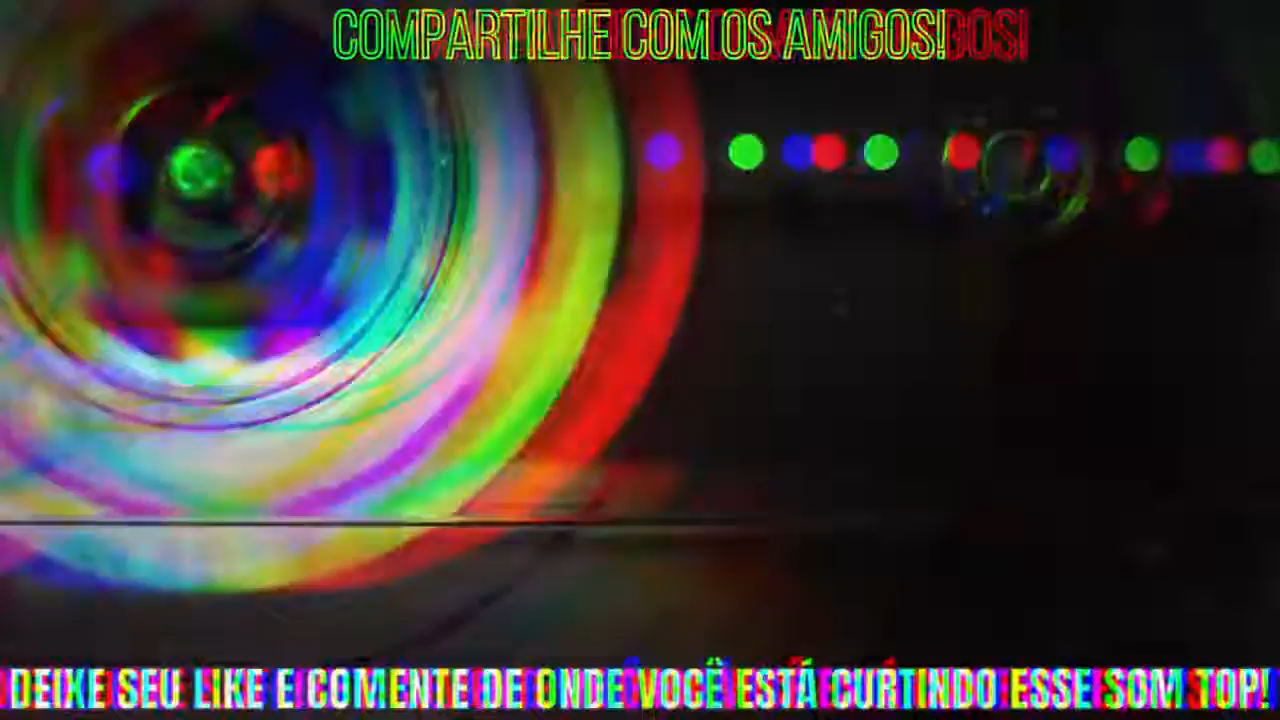 COMPARTILHE COM OS AMIGOS!
DEIXE SEU LIKE E COMENTE DE ONDE VOCÊ ESTÁ CURTINDO ESSE SOM TOP!